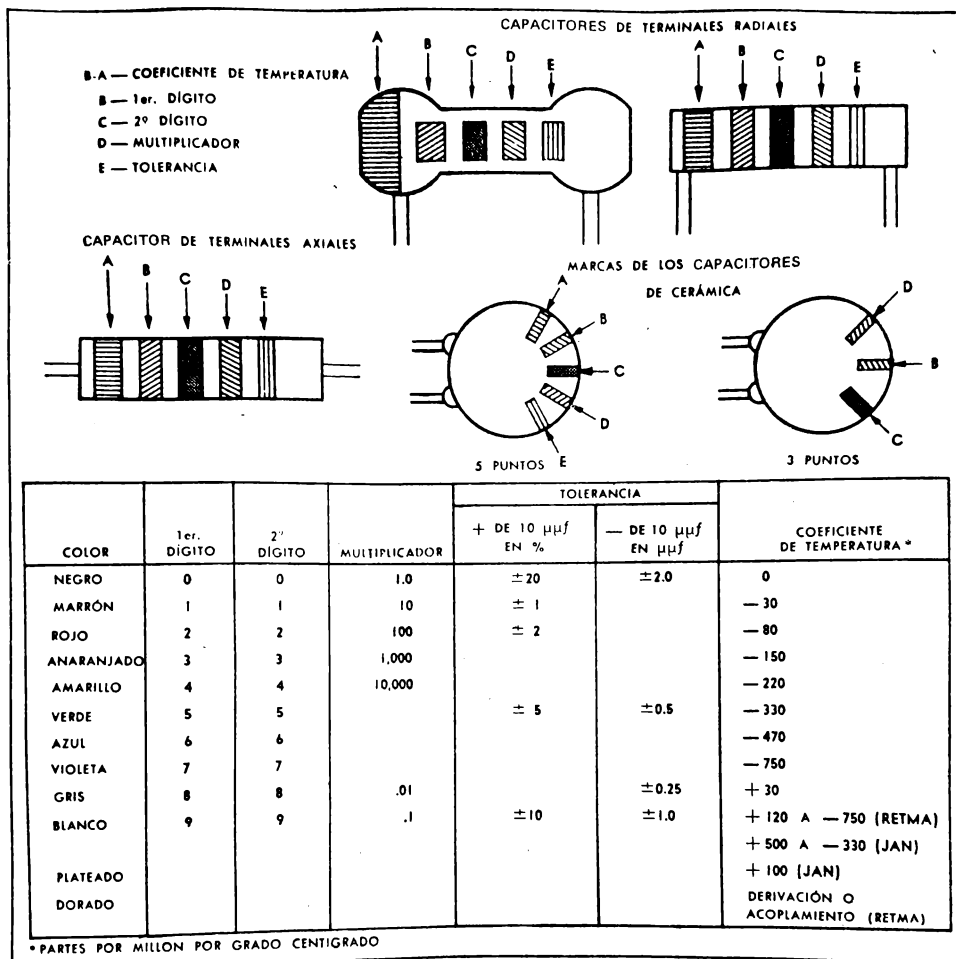 CAPACITORES DE TERMINALES RADIALES
A
B
C
D
E
A
B
C
D
E
B-A — COEFICIENTE DE TEMPERATURA
B — 1er. DÍGITO
C — 2º DÍGITO
D — MULTIPLICADOR
E — TOLERANCIA
CAPACITOR DE TERMINALES AXIALES
A
B
C
D
E
MARCAS DE LOS CAPACITORES
DE CERÁMICA
A
B
C
D
E
5 PUNTOS
D
B
C
3 PUNTOS
TOLERANCIA
COLOR 1er. DÍGITO 2º DÍGITO MULTIPLICADOR + DE 10 µµf EN % — DE 10 µµf EN µµf COEFICIENTE DE TEMPERATURA *
NEGRO 0 0 1.0 ±20 ±2.0 0
MARRÓN 1 1 10 ± 1 — 30
ROJO 2 2 100 ± 2 — 80
ANARANJADO 3 3 1,000 — 150
AMARILLO 4 4 10,000 — 220
VERDE 5 5 ± 5 ±0.5 — 330
AZUL 6 6 — 470
VIOLETA 7 7 — 750
GRIS 8 8 .01 ±0.25 + 30
BLANCO 9 9 .1 ±10 ±1.0 + 120 A — 750 (RETMA)
+ 500 A — 330 (JAN)
PLATEADO + 100 (JAN)
DORADO DERIVACIÓN O
ACOPLAMIENTO (RETMA)
* PARTES POR MILLON POR GRADO CENTIGRADO